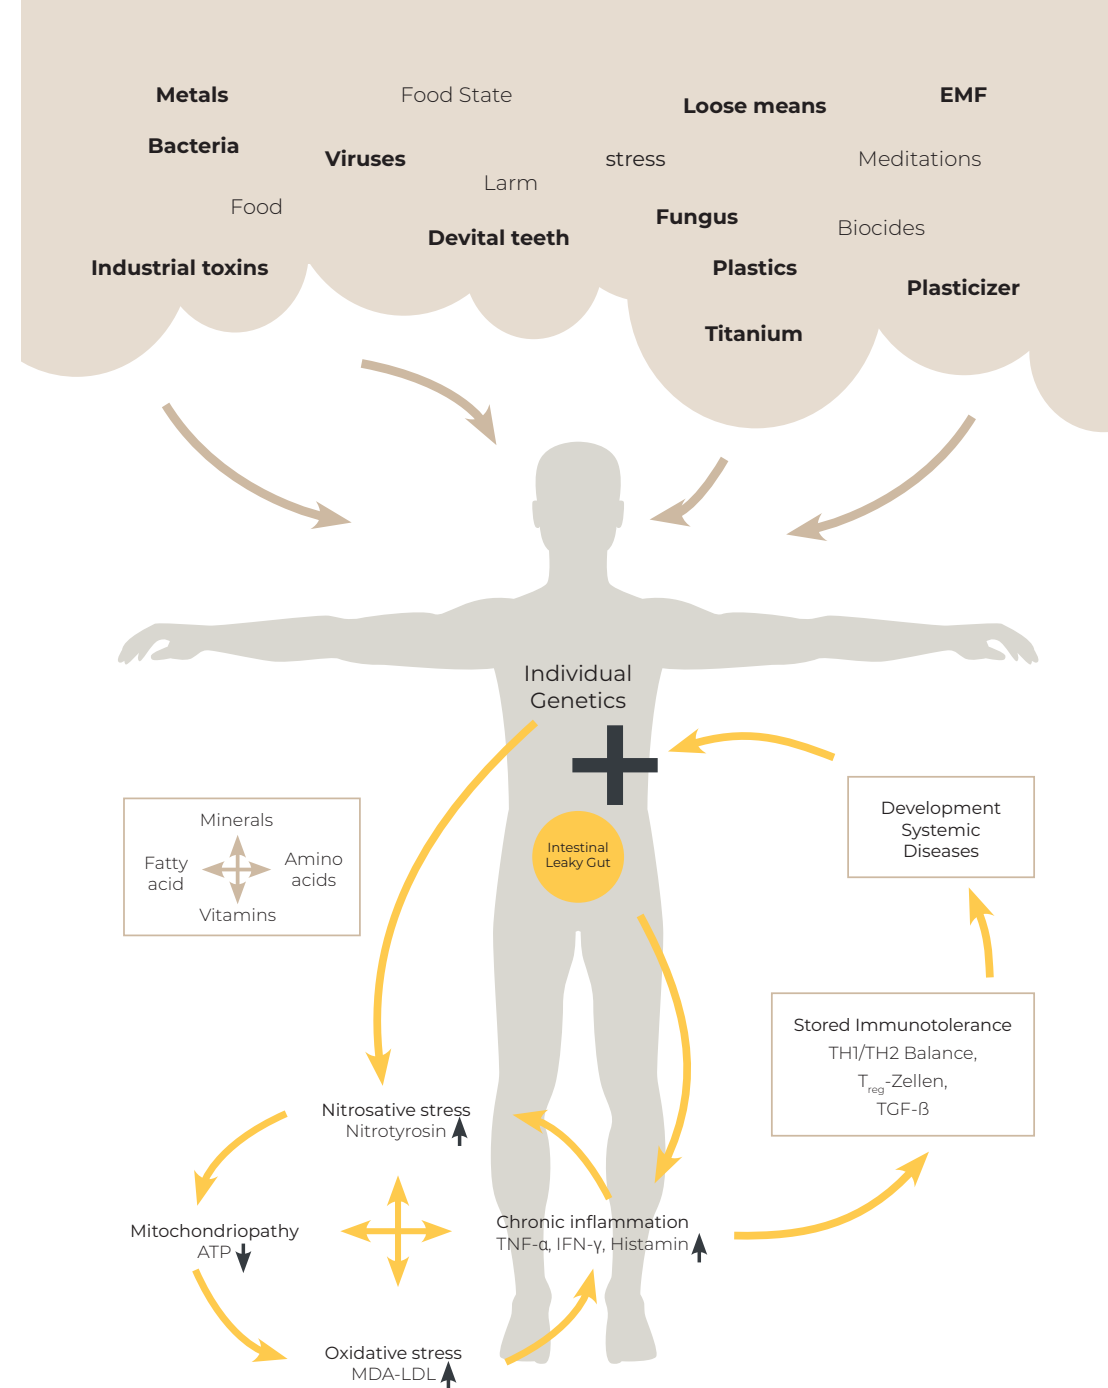 Metals
Food State
Loose means
EMF
Bacteria
Viruses
stress
Meditations
Larm
Food
Fungus
Biocides
Devital teeth
Industrial toxins
Plastics
Plasticizer
Titanium
Individual
Genetics
Intestinal
Leaky Gut
Minerals
Fatty
acid
Amino
acids
Vitamins
Development
Systemic
Diseases
Stored Immunotolerance
TH1/TH2 Balance,
Treg-Zellen,
TGF-ß
Nitrosative stress
Nitrotyrosin
Mitochondriopathy
ATP
Chronic inflammation
TNF-α, IFN-γ, Histamin
Oxidative stress
MDA-LDL